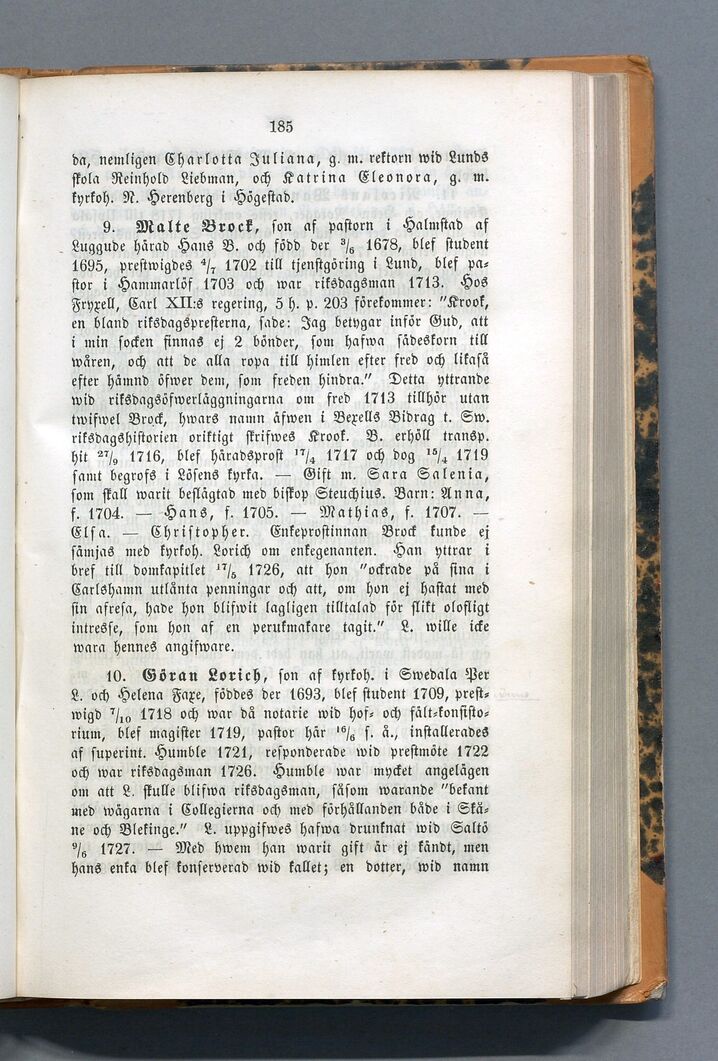 185
da, nemligen Charlotta Juliana, g. m. rektorn wid Lunds
skola Reinhold Liebman, och Katrina Eleonora, g. m.
kyrkoh. N. Herenberg i Högestad.
9. Malte Brock, son af pastorn i Halmstad af
Luggude härad Hans B. och född der 3/6 1678, blef student
1695, prestwigdes 4/7 1702 till tjenstgöring i Lund, blef pa-
stor i Hammarlöf 1703 och war riksdagsman 1713. Hos
Fryxell, Carl XII:s regering, 5 h. p. 203 förekommer: "Krook,
en bland riksdagspresterna, sade: Jag betygar inför Gud, att
i min socken finnas ej 2 bönder, som hafwa sädeskorn till
wåren, och att de alla ropa till himlen efter fred och likaså
efter hämnd öfwer dem, som freden hindra." Detta yttrande
wid riksdagsöfwerläggningarna om fred 1713 tillhör utan
twifwel Brock, hwars namn äfwen i Bexells Bidrag t. Sw.
riksdagshistorien oriktigt skrifwes Krook. B. erhöll transp.
hit 27/9 1716, blef häradsprost 17/4 1717 och dog 15/4 1719
samt begrofs i Lösens kyrka. — Gift m. Sara Salenia,
som skall warit beslägtad med biskop Steuchius. Barn: Anna,
f. 1704. — Hans, f. 1705. — Mathias, f. 1707. —
Elsa. — Christopher. Enkeprostinnan Brock kunde ej
sämjas med kyrkoh. Lorich om enkegenanten. Han yttrar i
bref till domkapitlet 17/5 1726, att hon "ockrade på sina i
Carlshamn utlånta penningar och att, om hon ej hastat med
sin afresa, hade hon blifwit lagligen tilltalad för slikt olofligt
intresse, som hon af en perukmakare tagit." L. wille icke
wara hennes angifware.
10. Göran Lorich, son af kyrkoh. i Swedala Per
L. och Helena Faxe, föddes der 1693, blef student 1709, prest-
wigd 7/10 1718 och war då notarie wid hof- och fält-konsisto-
rium, blef magister 1719, pastor här 16/6 s. å., installerades
af superint. Humble 1721, responderade wid prestmöte 1722
och war riksdagsman 1726. Humble war mycket angelägen
om att L. skulle blifwa riksdagsman, såsom warande "bekant
med wägarna i Collegierna och med förhållanden både i Skå-
ne och Blekinge." L. uppgifwes hafwa drunknat wid Saltö
9/6 1727. — Med hwem han warit gift är ej kändt, men
hans enka blef konserverad wid kallet; en dotter, wid namn